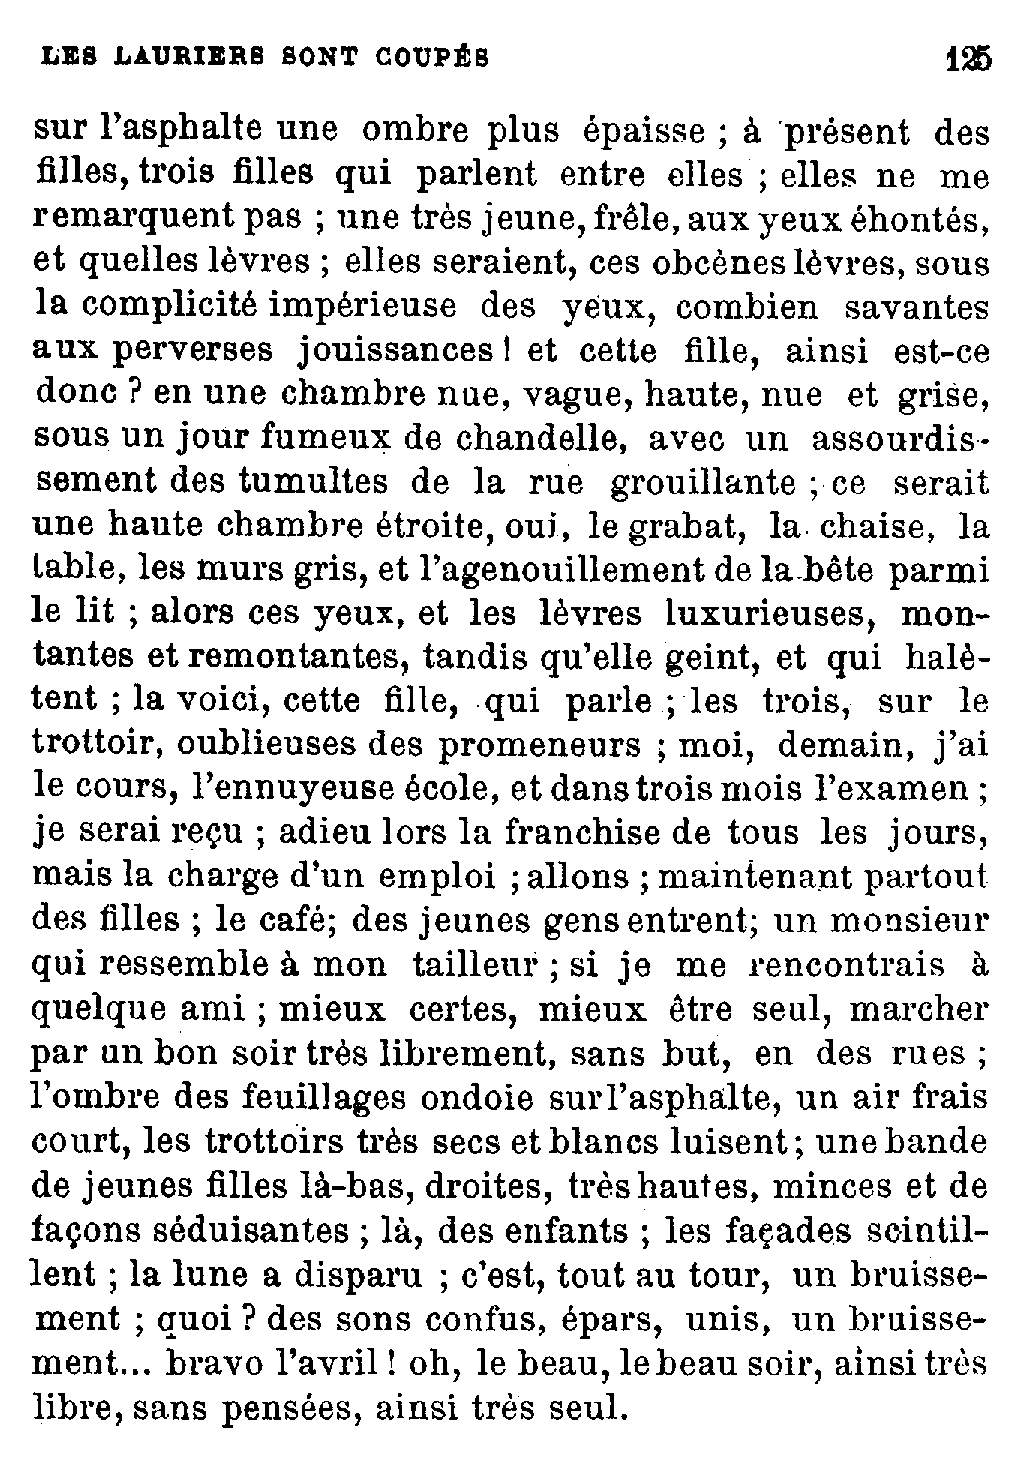 LES LAURIERS SONT COUPÉS 125
sur l'asphalte une ombre plus épaisse ; à présent des
filles, trois filles qui parlent entre elles ; elles ne me
remarquent pas ; une très jeune, frêle, aux yeux éhontés,
et quelles lèvres ; elles seraient, ces obcènes lèvres, sous
la complicité impérieuse des yeux, combien savantes
aux perverses jouissances ! et cette fille, ainsi est-ce
donc ? en une chambre nue, vague, haute, nue et grise,
sous un jour fumeux de chandelle, avec un assourdis-
sement des tumultes de la rue grouillante ; ce serait
une haute chambre étroite, oui, le grabat, la chaise, la
table, les murs gris, et l'agenouillement de la bête parmi
le lit ; alors ces yeux, et les lèvres luxurieuses, mon-
tantes et remontantes, tandis qu'elle geint, et qui halè-
tent ; la voici, cette fille, qui parle ; les trois, sur le
trottoir, oublieuses des promeneurs ; moi, demain, j'ai
le cours, l'ennuyeuse école, et dans trois mois l'examen ;
je serai reçu ; adieu lors la franchise de tous les jours,
mais la charge d'un emploi ; allons ; maintenant partout
des filles ; le café; des jeunes gens entrent; un monsieur
qui ressemble à mon tailleur ; si je me rencontrais à
quelque ami ; mieux certes, mieux être seul, marcher
par un bon soir très librement, sans but, en des rues ;
l'ombre des feuillages ondoie sur l'asphalte, un air frais
court, les trottoirs très secs et blancs luisent ; une bande
de jeunes filles là-bas, droites, très hautes, minces et de
façons séduisantes ; là, des enfants ; les façades scintil-
lent ; la lune a disparu ; c'est, tout au tour, un bruisse-
ment ; quoi ? des sons confus, épars, unis, un bruisse-
ment... bravo l'avril ! oh, le beau, le beau soir, ainsi très
libre, sans pensées, ainsi très seul.